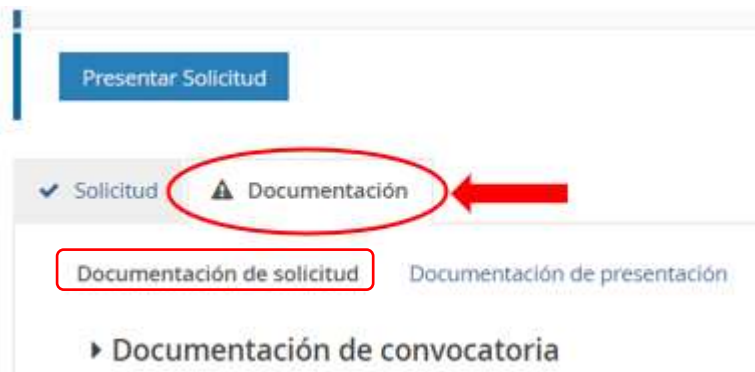 Presentar Solicitud
Solicitud Documentación
Documentación de solicitud Documentación de presentación
Documentación de convocatoria